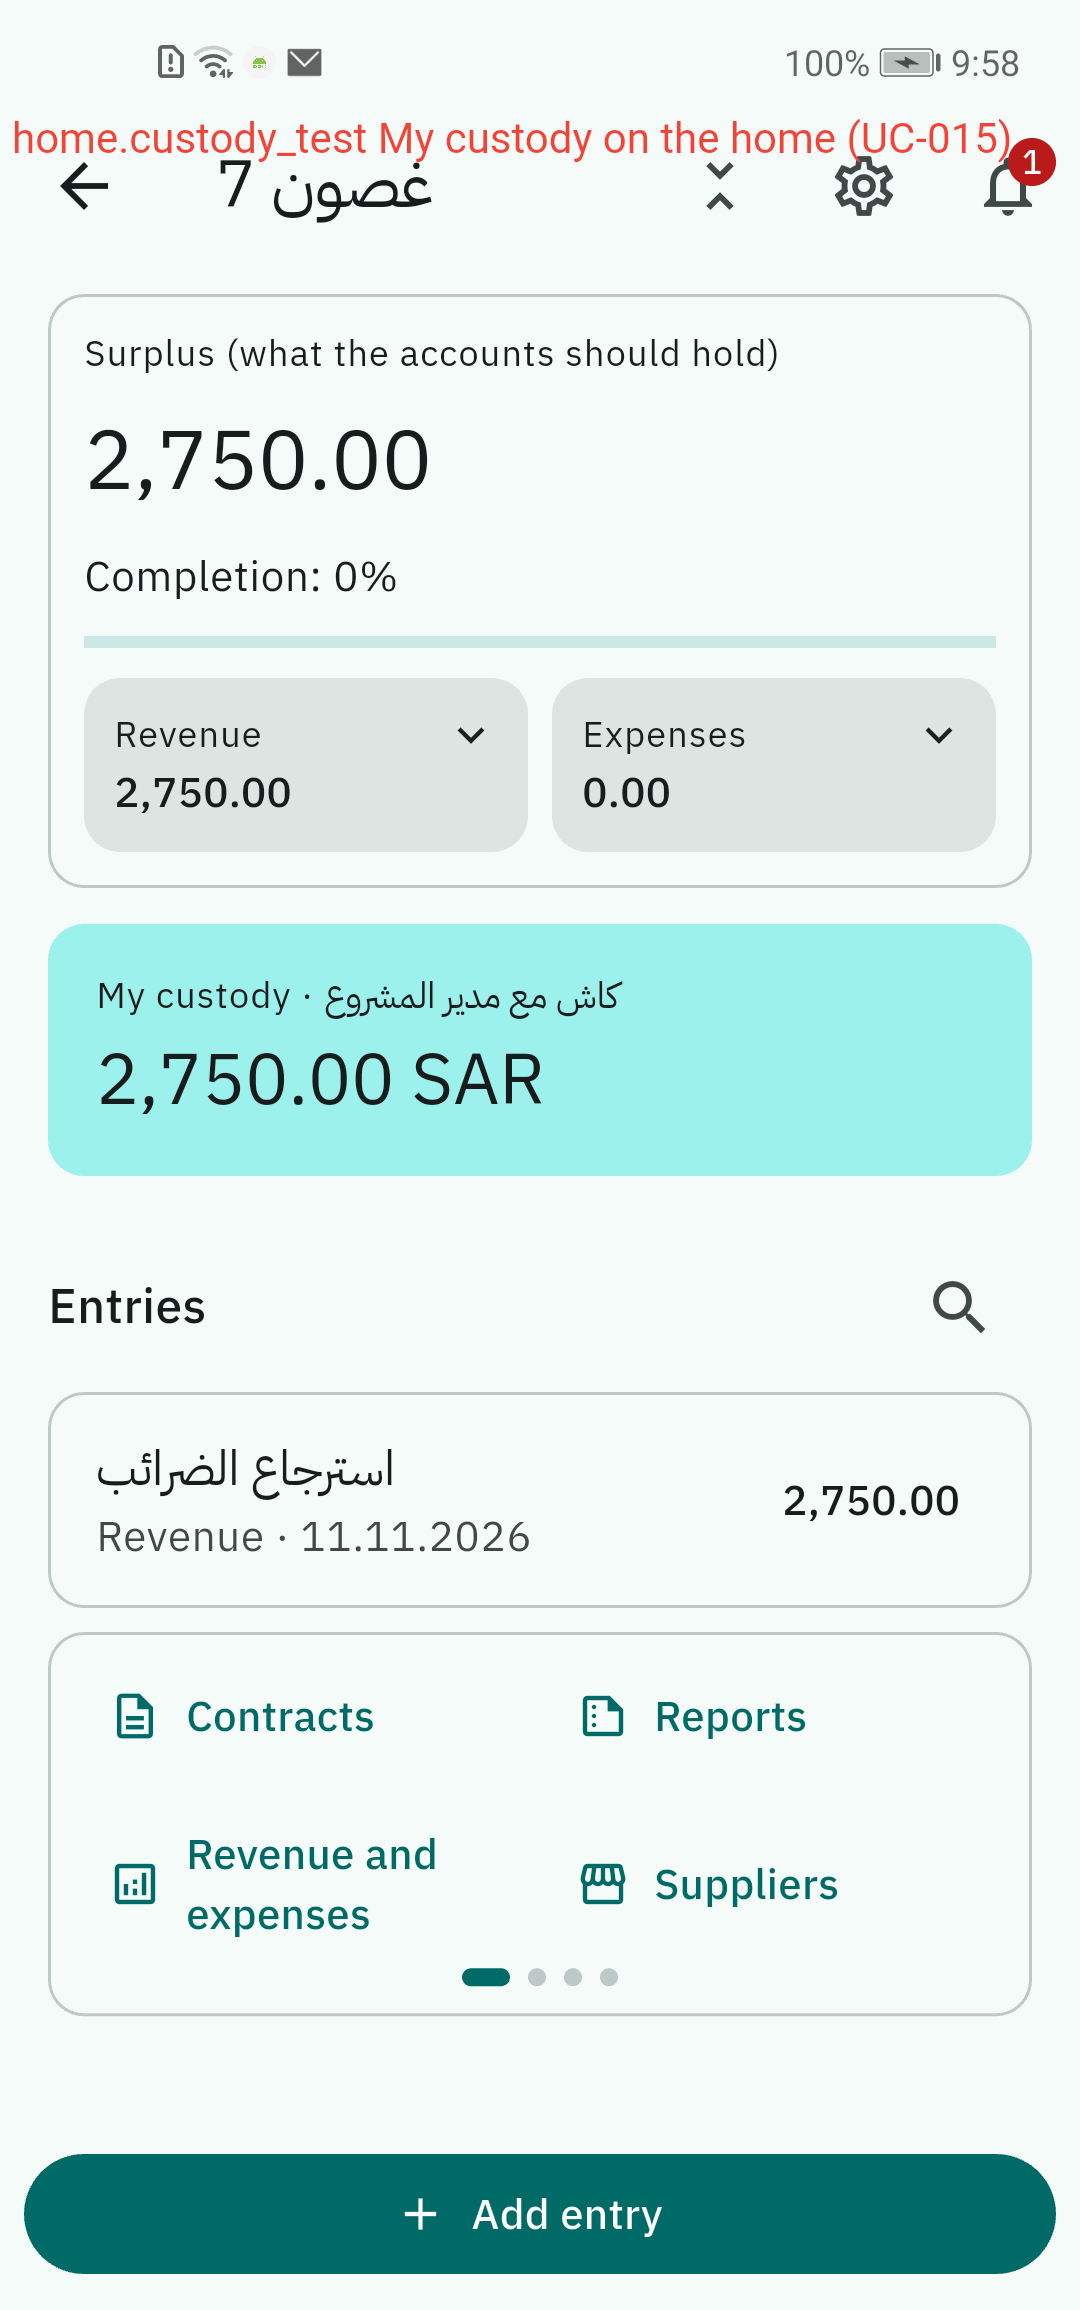 100% 9:58
home.custody_test My custody on the home (UC-015)
غصون 7
1
Surplus (what the accounts should hold)
2,750.00
Completion: 0%
Revenue
2,750.00
Expenses
0.00
My custody · كاش مع مدير المشروع
2,750.00 SAR
Entries
استرجاع الضرائب
Revenue · 11.11.2026
2,750.00
Contracts
Reports
Revenue and
expenses
Suppliers
+ Add entry